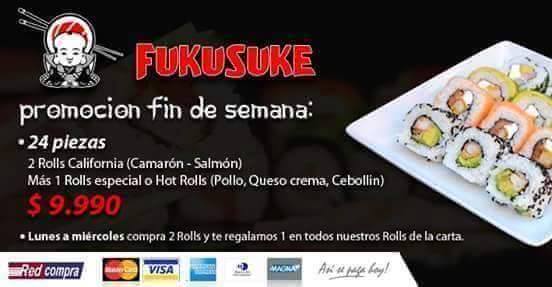 FUKUSUKE
promocion fin de semana:
• 24 piezas
2 Rolls California (Camarón - Salmón)
Más 1 Rolls especial o Hot Rolls (Pollo, Queso crema, Cebollin)
$ 9.990
• Lunes a miércoles compra 2 Rolls y te regalamos 1 en todos nuestros Rolls de la carta.
Red compra MasterCard VISA MAGNA Así se paga hoy!